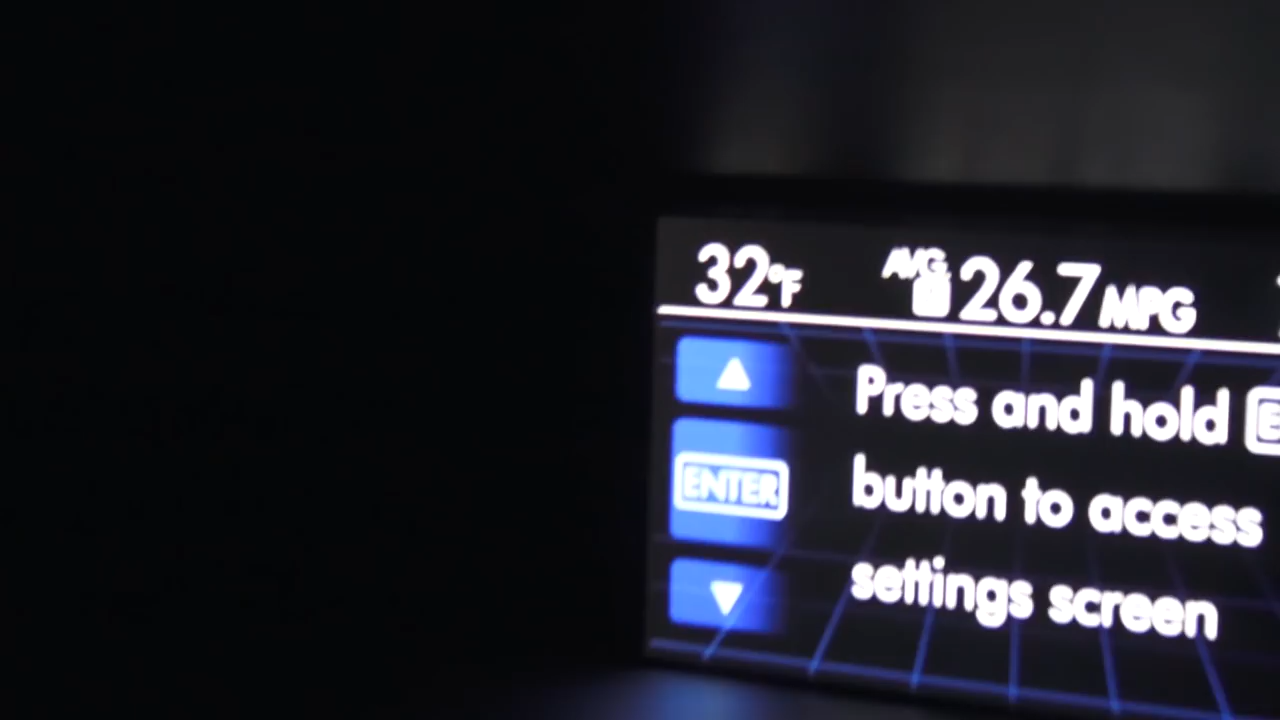 32°F AVG. 26.7 MPG
Press and hold
ENTER
button to access
settings screen